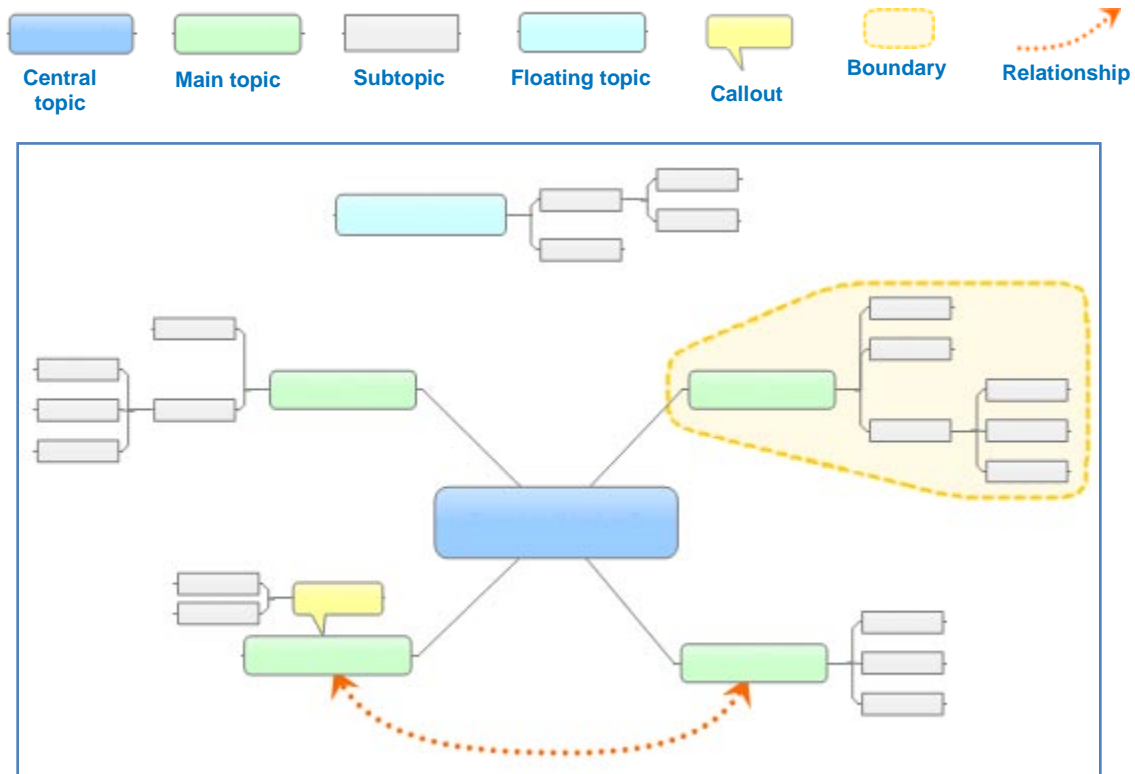 Central
topic
Main topic
Subtopic
Floating topic
Callout
Boundary
Relationship